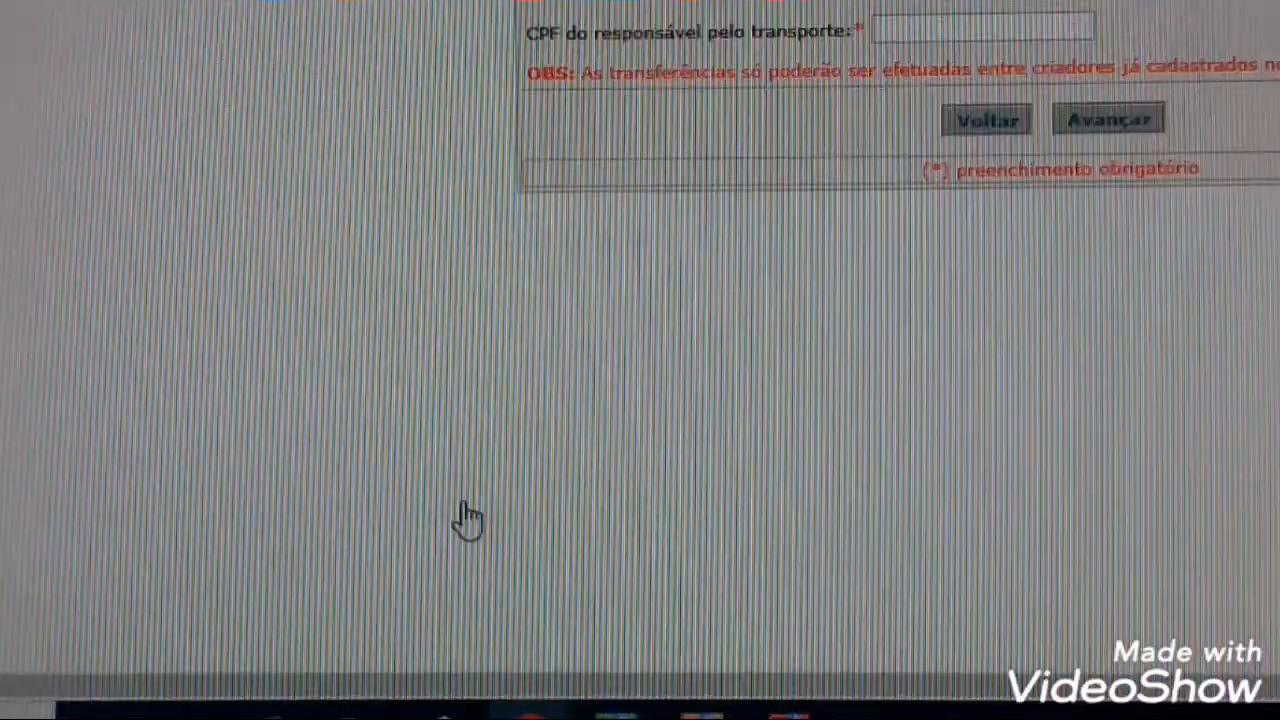 CPF do responsável pelo transporte:*
OBS: As transferências só poderão ser efetuadas entre criadores já cadastrados
Voltar Avançar
(*) preenchimento obrigatório
Made with
VideoShow